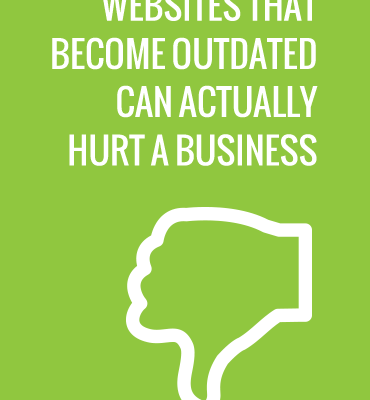 WEBSITES THAT
BECOME OUTDATED
CAN ACTUALLY
HURT A BUSINESS